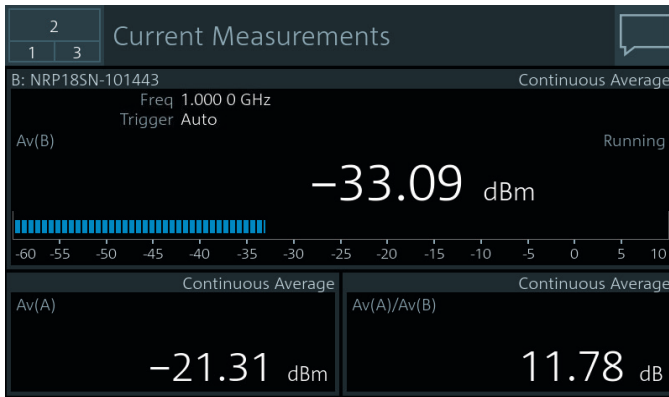 2
1 3
Current Measurements
B: NRP18SN-101443 Continuous Average
Freq 1.000 0 GHz
Trigger Auto
Av(B) Running
−33.09 dBm
-60 -55 -50 -45 -40 -35 -30 -25 -20 -15 -10 -5 0 5 10
Continuous Average Continuous Average
Av(A) Av(A)/Av(B)
−21.31 dBm 11.78 dB